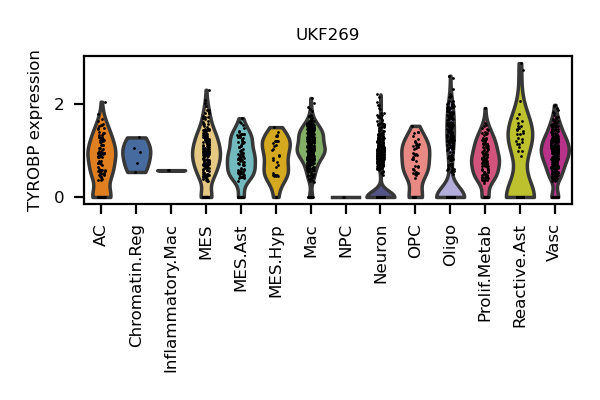 UKF269
TYROBP expression
2
0
AC
Chromatin.Reg
Inflammatory.Mac
MES
MES.Ast
MES.Hyp
Mac
NPC
Neuron
OPC
Oligo
Prolif.Metab
Reactive.Ast
Vasc